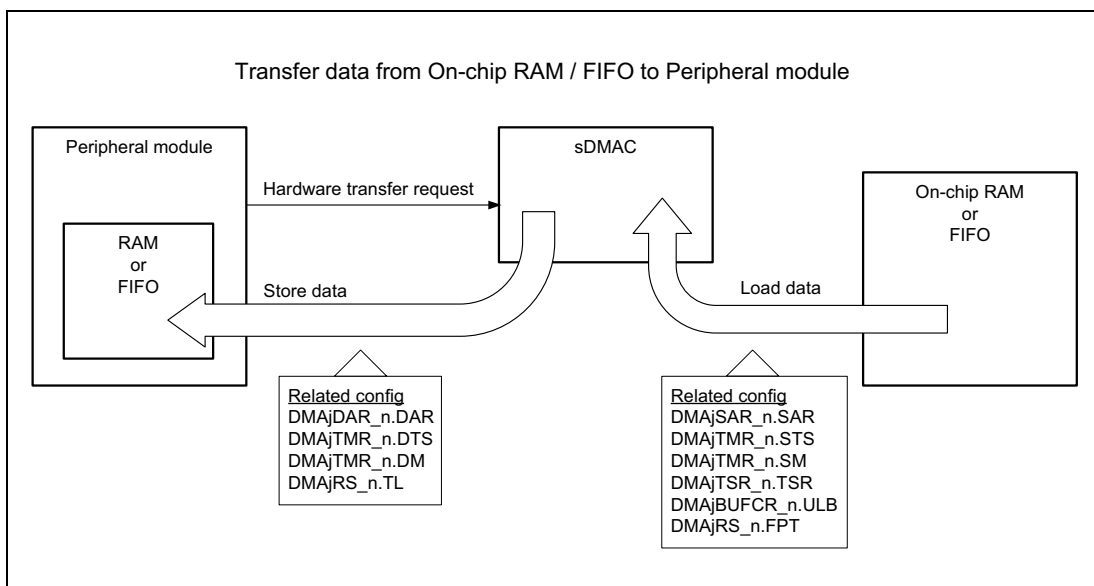 Transfer data from On-chip RAM / FIFO to Peripheral module
Peripheral module
RAM
or
FIFO
Hardware transfer request
Store data
sDMAC
Load data
On-chip RAM
or
FIFO
Related config
DMAjDAR_n.DAR
DMAjTMR_n.DTS
DMAjTMR_n.DM
DMAjRS_n.TL
Related config
DMAjSAR_n.SAR
DMAjTMR_n.STS
DMAjTMR_n.SM
DMAjTSR_n.TSR
DMAjBUFCR_n.ULB
DMAjRS_n.FPT